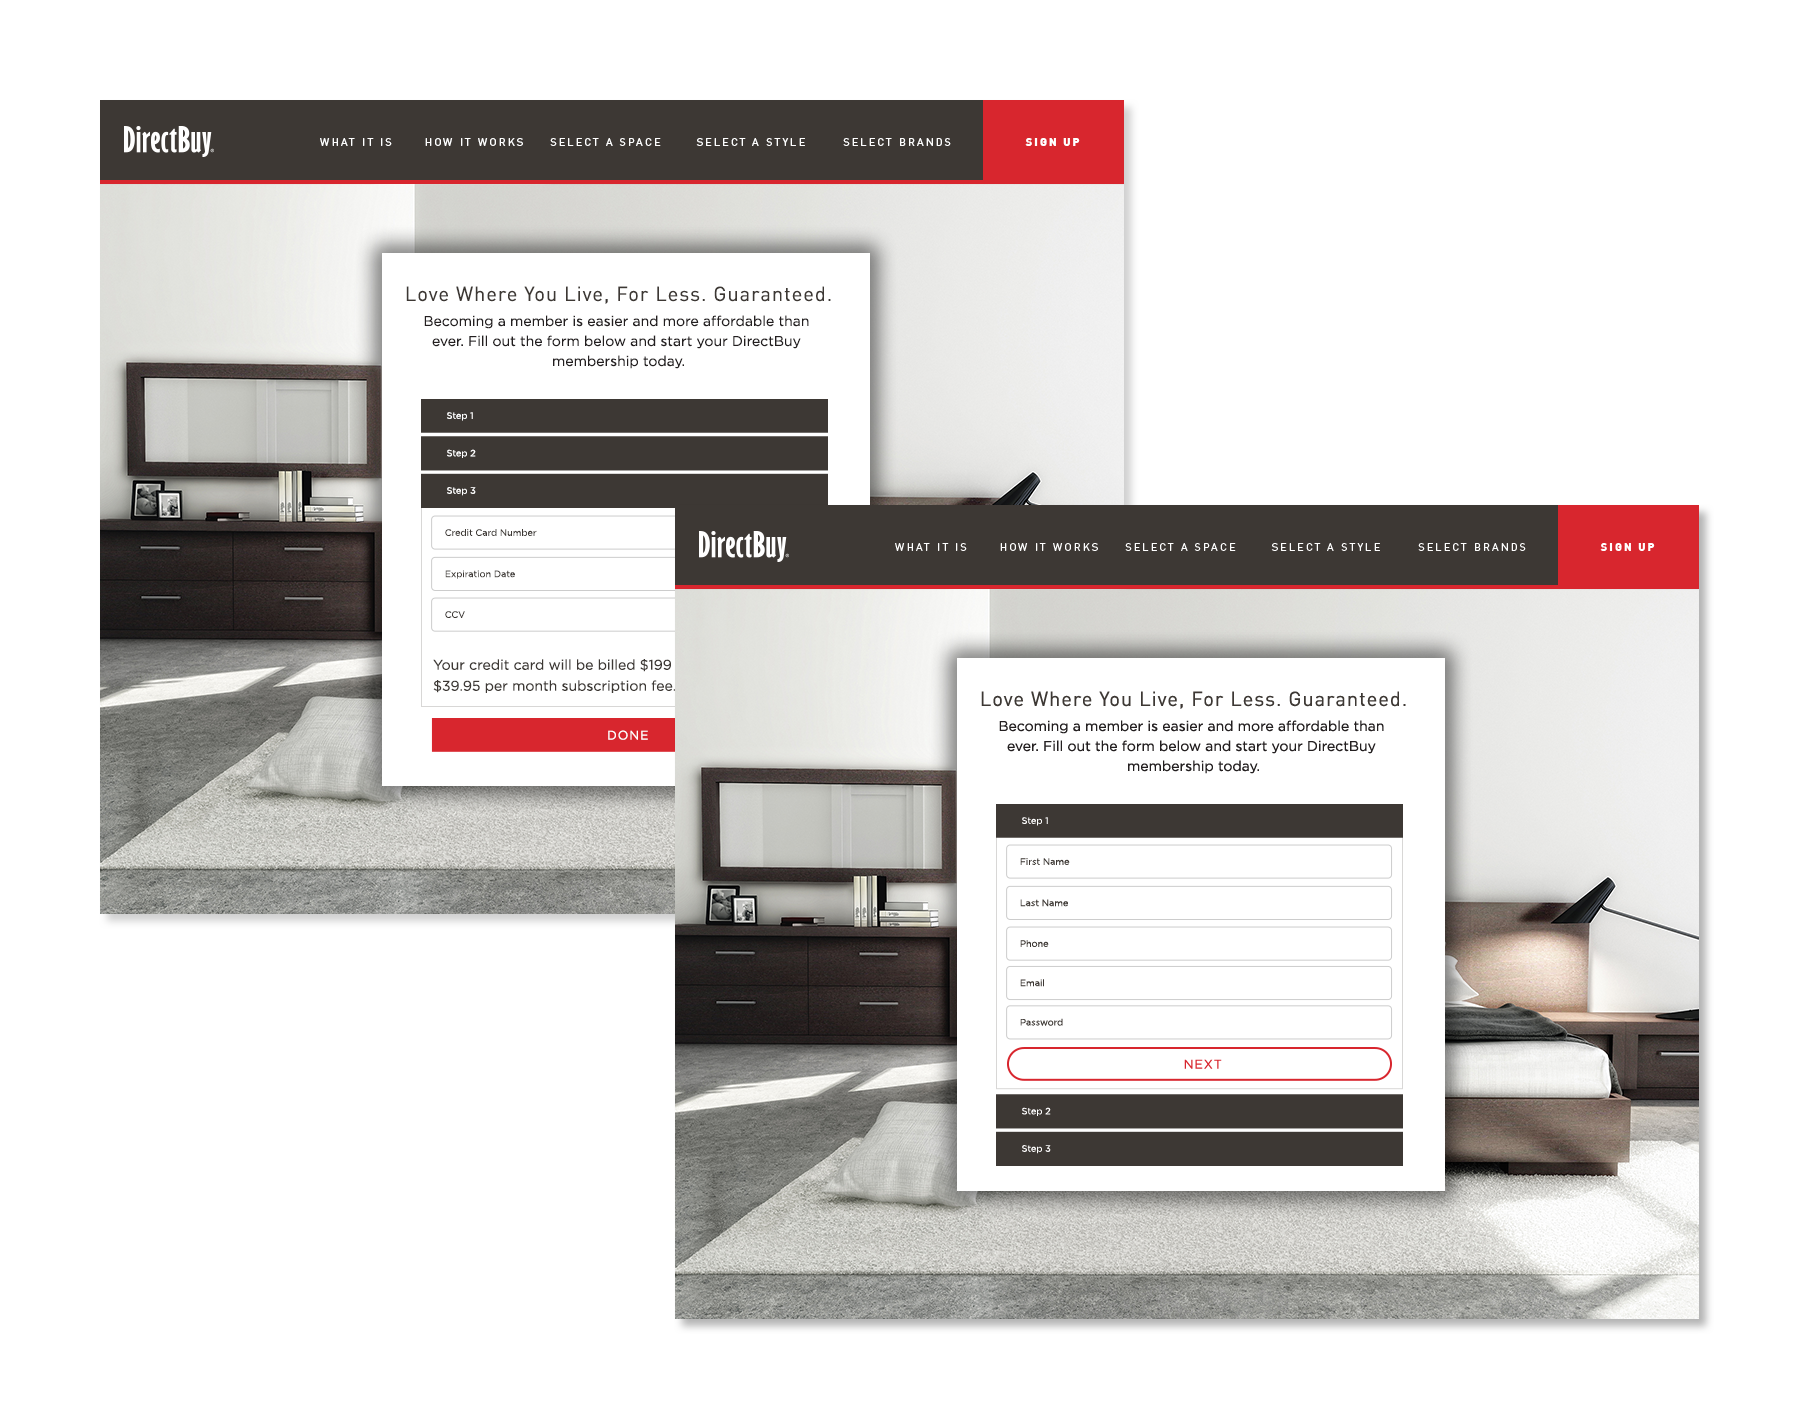 DirectBuy®
WHAT IT IS
HOW IT WORKS
SELECT A SPACE
SELECT A STYLE
SELECT BRANDS
SIGN UP
Love Where You Live, For Less. Guaranteed.
Becoming a member is easier and more affordable than
ever. Fill out the form below and start your DirectBuy
membership today.
Step 1
Step 2
Step 3
Credit Card Number
Expiration Date
CCV
Your credit card will be billed $199
$39.95 per month subscription fee.
DONE
DirectBuy®
WHAT IT IS
HOW IT WORKS
SELECT A SPACE
SELECT A STYLE
SELECT BRANDS
SIGN UP
Love Where You Live, For Less. Guaranteed.
Becoming a member is easier and more affordable than
ever. Fill out the form below and start your DirectBuy
membership today.
Step 1
First Name
Last Name
Phone
Email
Password
NEXT
Step 2
Step 3